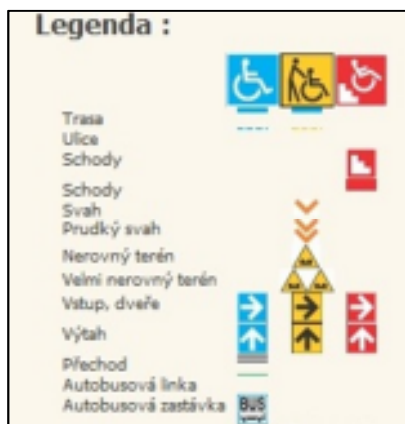 Legenda :
Trasa
Ulice
Schody
Schody
Svah
Prudký svah
Nerovný terén
Velmi nerovný terén
Vstup, dveře
Výtah
Přechod
Autobusová linka
Autobusová zastávka
BUS